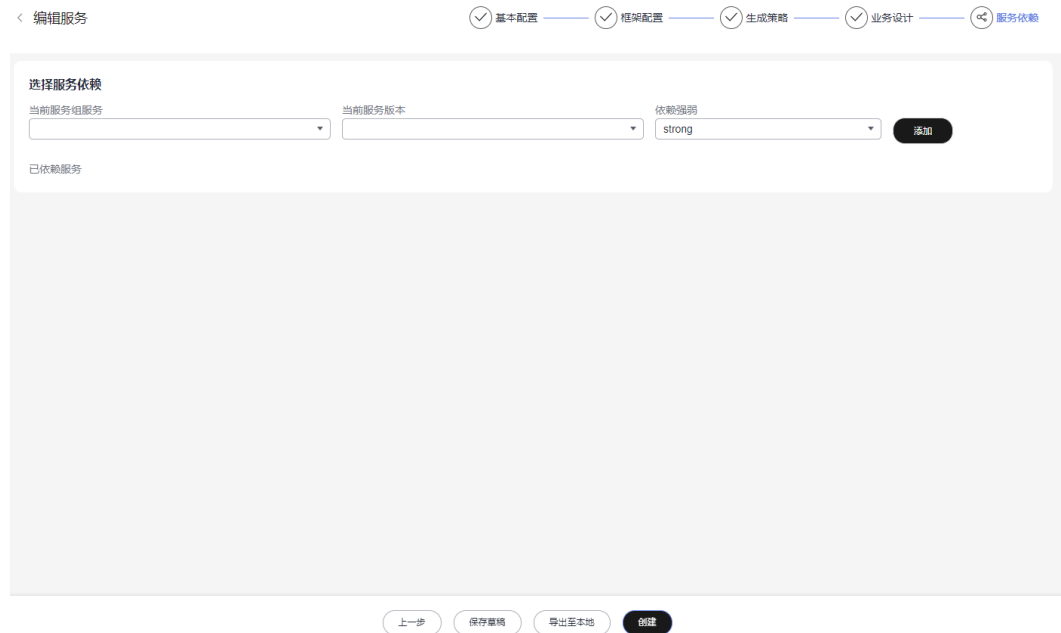 编辑服务
基本配置 框架配置 生成策略 业务设计 服务依赖
选择服务依赖
当前服务组服务 当前服务版本 依赖强弱
strong 添加
已依赖服务
上一步 保存草稿 导出至本地 创建